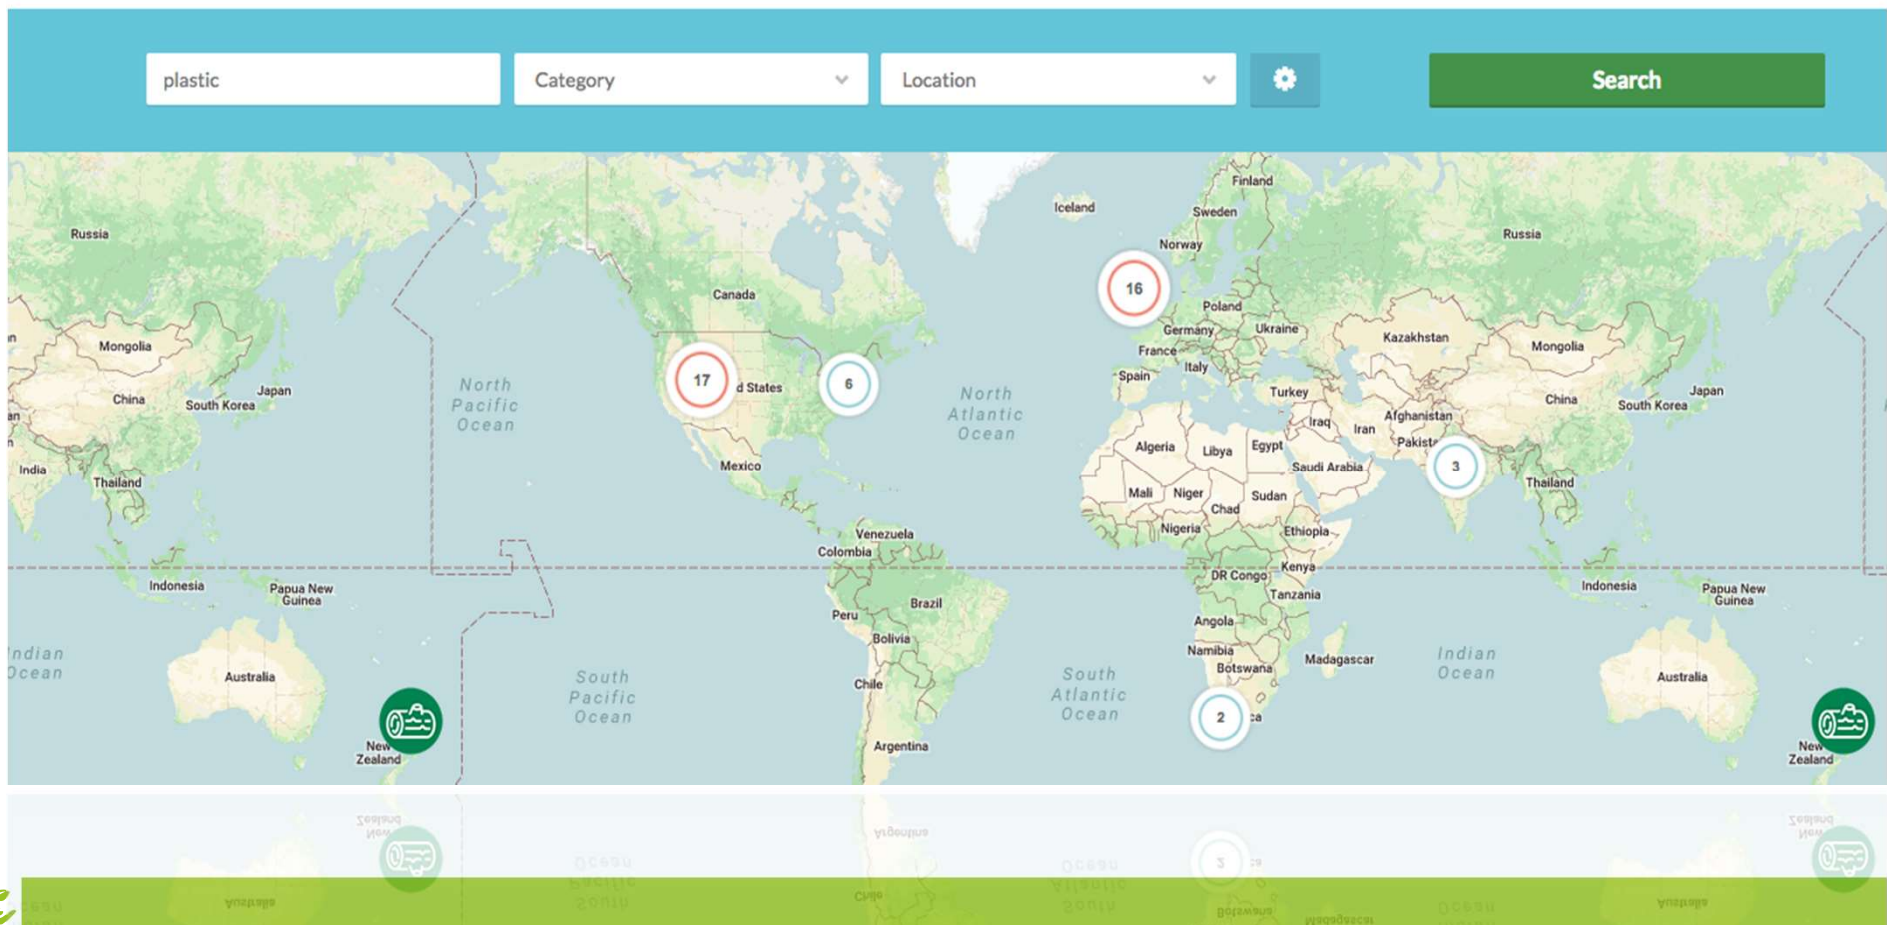 plastic
Category
Location
Search
Finland
Iceland
Sweden
Russia
Russia
Norway
16
Canada
Poland
Germany
Ukraine
Kazakhstan
Mongolia
France
Mongolia
Italy
Spain
17
d States
6
North
Pacific
Ocean
North
Atlantic
Ocean
Turkey
Japan
China
South Korea
Japan
China
South Korea
Afghanistan
Iraq
Iran
Pakist
Algeria
Libya
Egypt
India
Mexico
Saudi Arabia
3
Thailand
Thailand
Mali
Niger
Sudan
Chad
Nigeria
Ethiopia
Venezuela
Colombia
Kenya
DR Congo
Indonesia
Papua New
Guinea
Indonesia
Papua New
Guinea
Tanzania
Brazil
Peru
Angola
Bolivia
Namibia
Botswana
Madagascar
ndian
Ocean
Indian
Ocean
Australia
Australia
South
Pacific
Ocean
South
Atlantic
Ocean
Chile
2
ca
New
Zealand
Argentina
New
Zealand